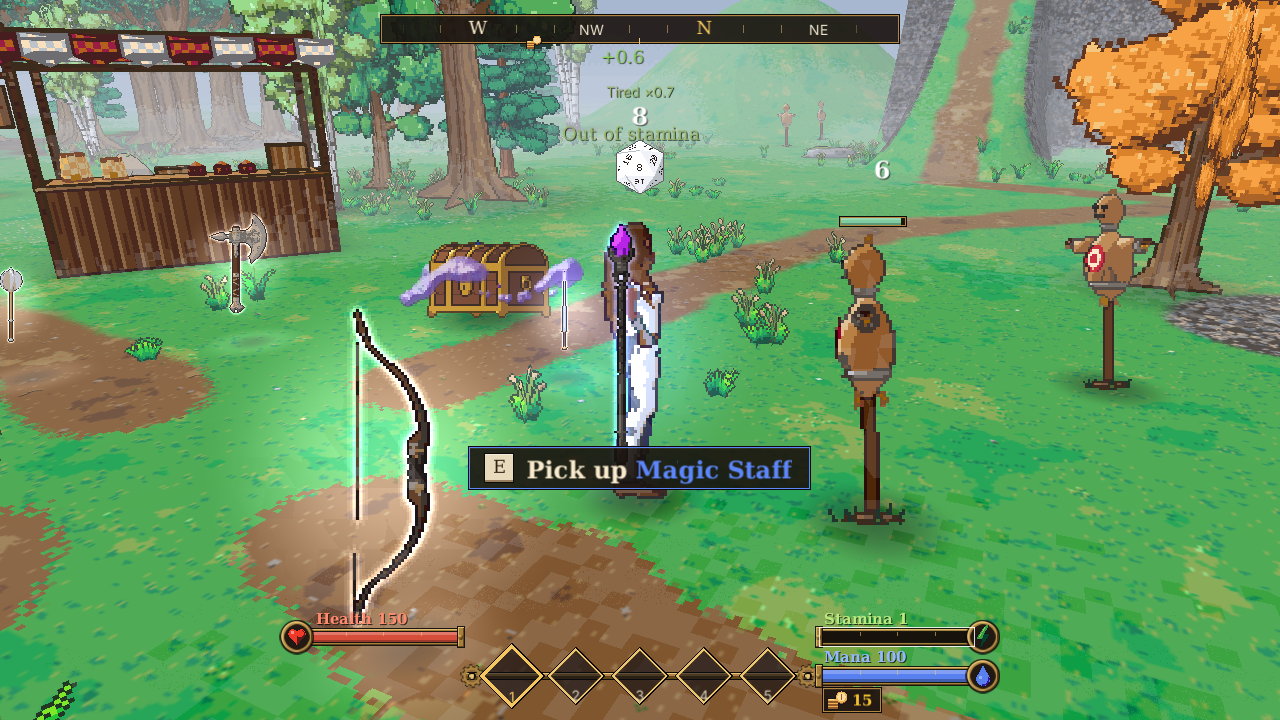 W NW N NE
+0.6
Tired ×0.7
8
Out of stamina
8
6
E Pick up Magic Staff
Health 150
Stamina 1
Mana 100
1 2 3 4 5
15